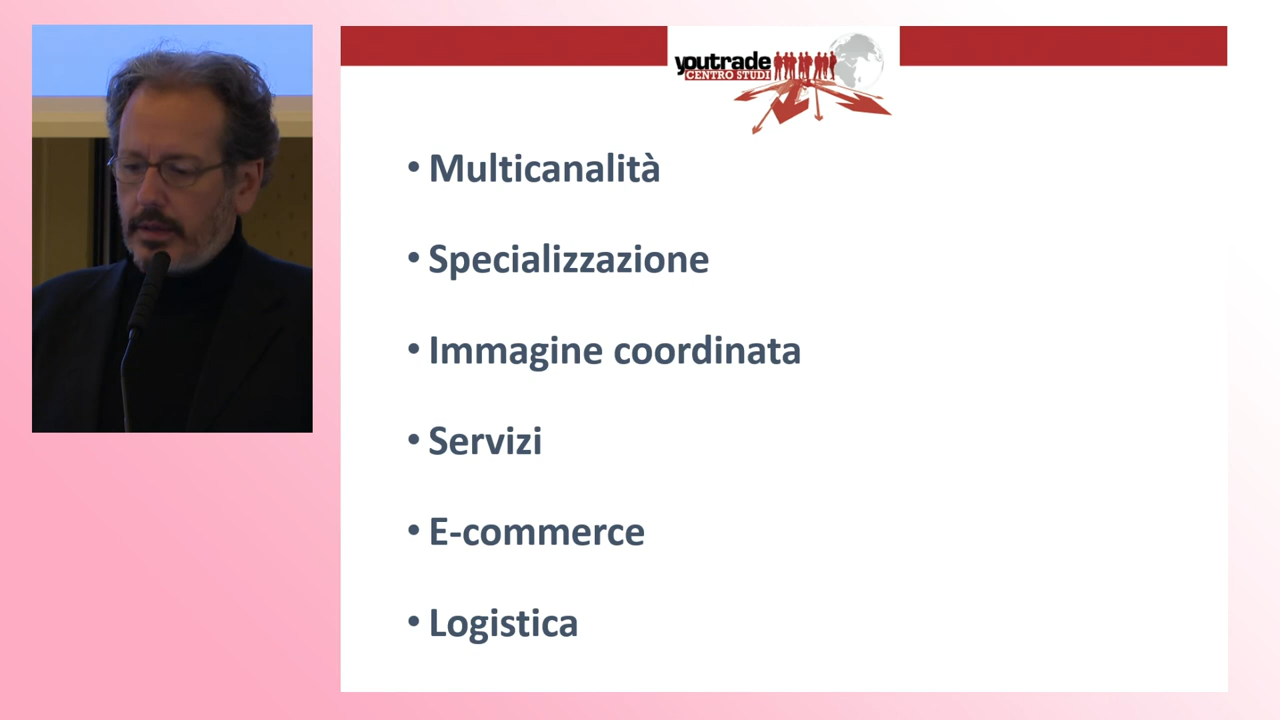 youtrade
CENTRO STUDI
• Multicanalità
• Specializzazione
• Immagine coordinata
• Servizi
• E-commerce
• Logistica